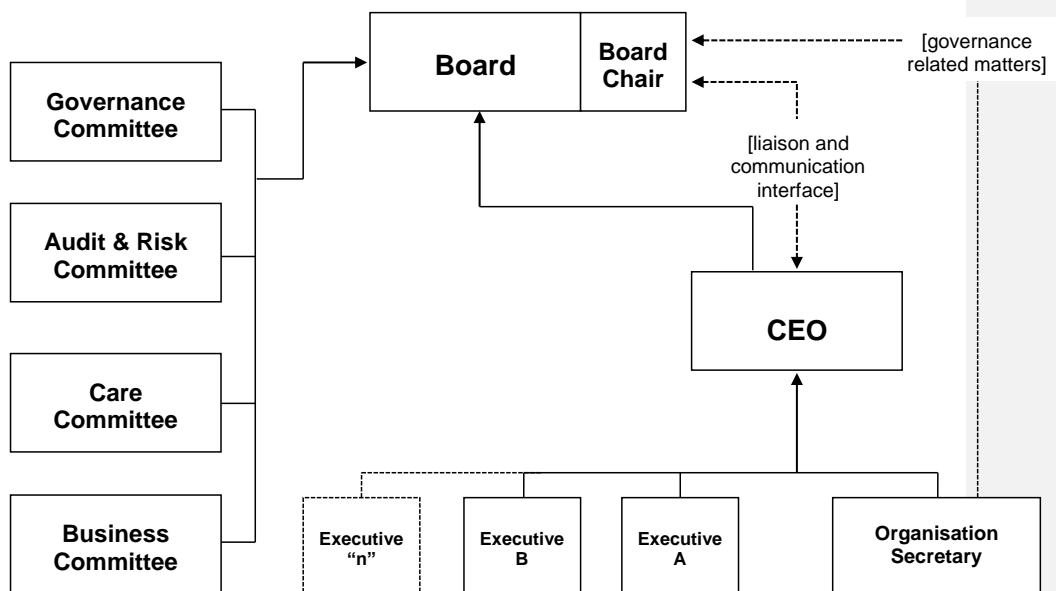 Board
Board
Chair
[governance
related matters]
Governance
Committee
[liaison and
communication
interface]
Audit & Risk
Committee
CEO
Care
Committee
Business
Committee
Executive
“n”
Executive
B
Executive
A
Organisation
Secretary